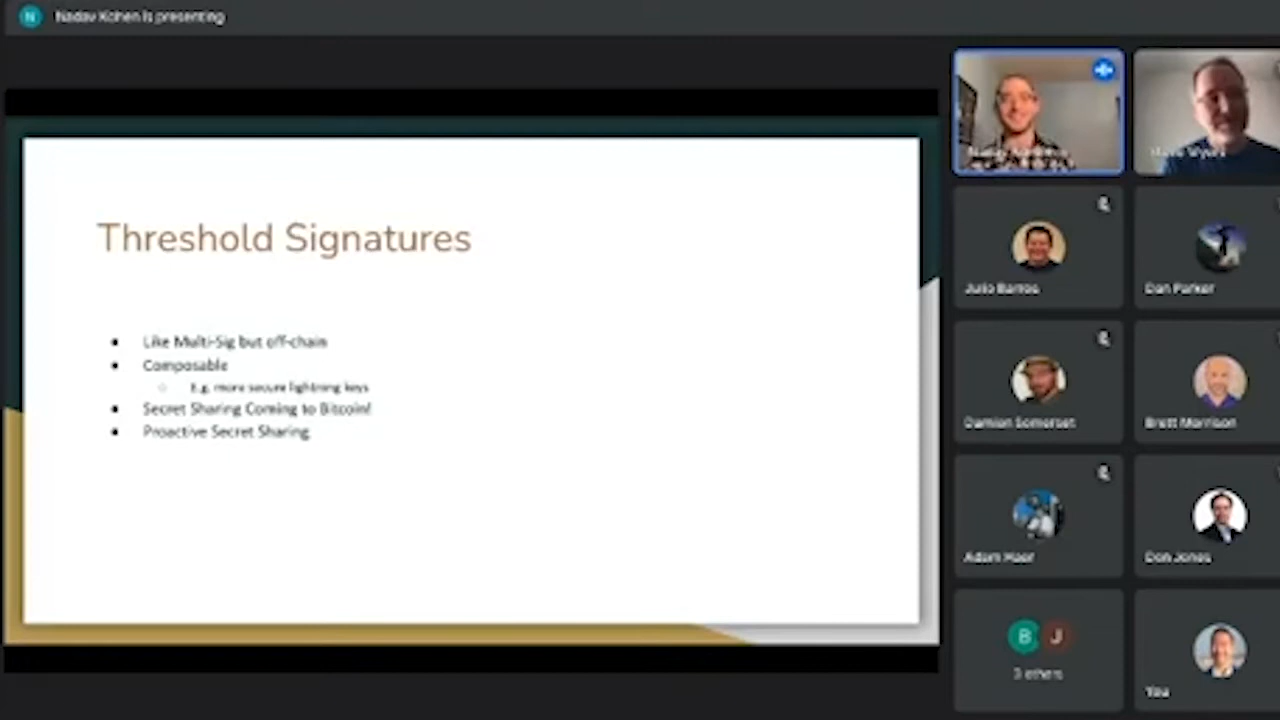 N
Nadav Kohen is presenting
Threshold Signatures
Like Multi-Sig but off-chain
Composable
E.g. more secure lightning keys
Secret Sharing Coming to Bitcoin!
Proactive Secret Sharing
Julio Barros
Dan Parker
Damian Somerset
Brett Morrison
Adam
Don Jones
B J
3 others
You